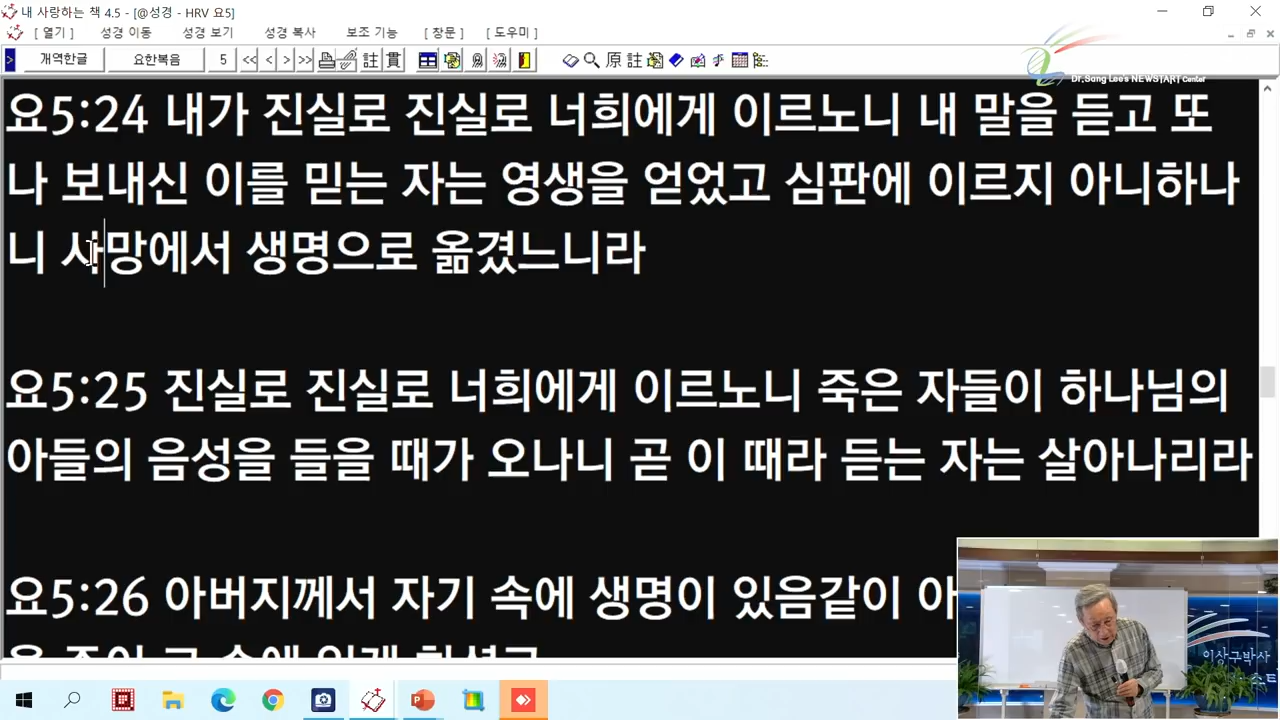 내 사랑하는 책 4.5 - [@성경 - HRV 요5]
[ 열기 ] 성경 이동 성경 보기 성경 복사 보조 기능 [ 창문 ] [ 도우미 ]
> 개역한글 요한복음 5 << < > >> 註 貫 原 註
Dr.Sang Lee's NEWSTART Center
요5:24 내가 진실로 진실로 너희에게 이르노니 내 말을 듣고 또
나 보내신 이를 믿는 자는 영생을 얻었고 심판에 이르지 아니하나
니 사망에서 생명으로 옮겼느니라
요5:25 진실로 진실로 너희에게 이르노니 죽은 자들이 하나님의
아들의 음성을 들을 때가 오나니 곧 이 때라 듣는 자는 살아나리라
요5:26 아버지께서 자기 속에 생명이 있음같이 아
이상구박사